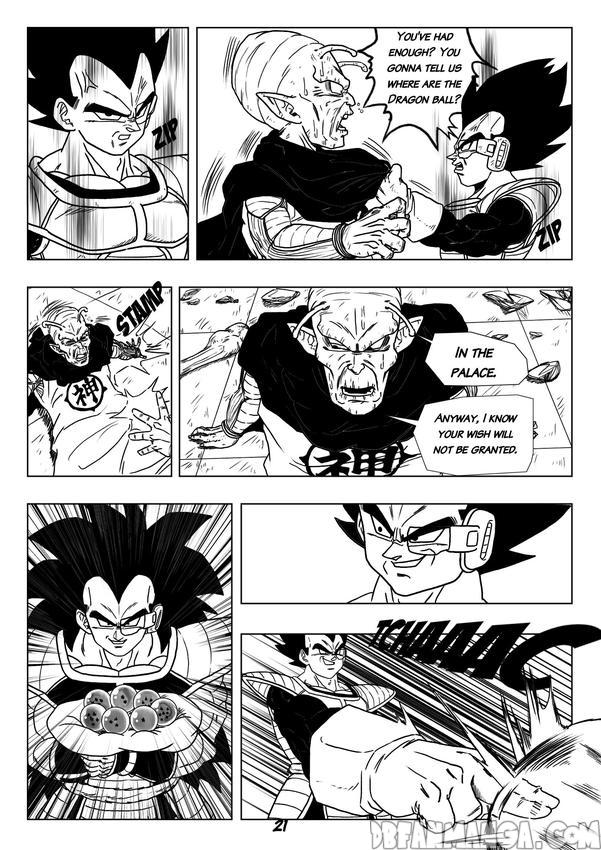 ZIP
YOU'VE HAD
ENOUGH? YOU
GONNA TELL US
WHERE ARE THE
DRAGON BALL?
ZIP
STAMP
神
IN THE
PALACE.
ANYWAY, I KNOW
YOUR WISH WILL
NOT BE GRANTED.
神
TCHAAAAC
21
DBFANMANGA.COM